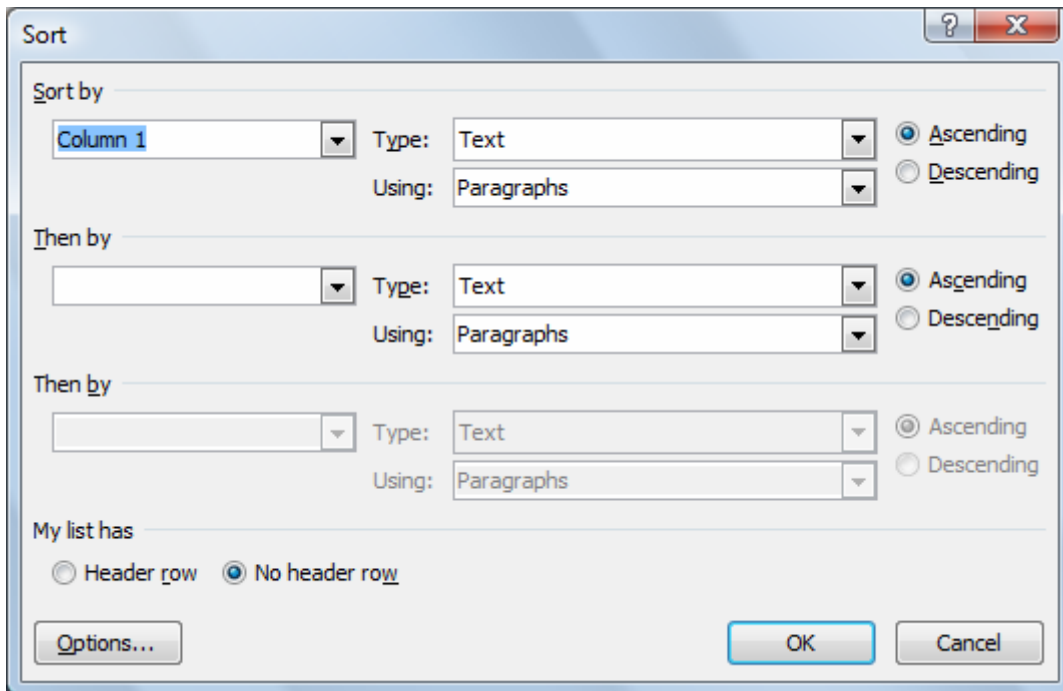 Sort
Sort by
Column 1 Type: Text Ascending
Using: Paragraphs Descending
Then by
Type: Text Ascending
Using: Paragraphs Descending
Then by
Type: Text Ascending
Using: Paragraphs Descending
My list has
Header row No header row
Options... OK Cancel